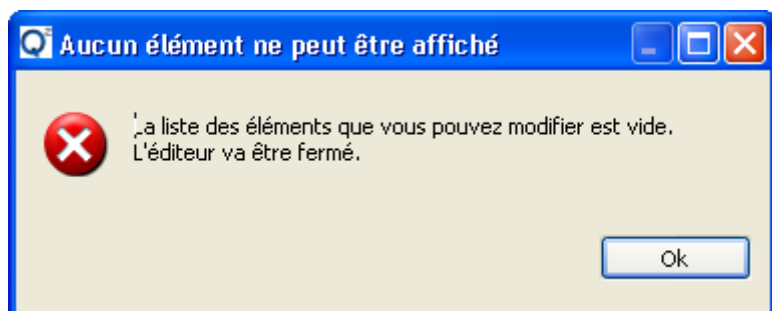 Aucun élément ne peut être affiché
La liste des éléments que vous pouvez modifier est vide.
L'éditeur va être fermé.
Ok